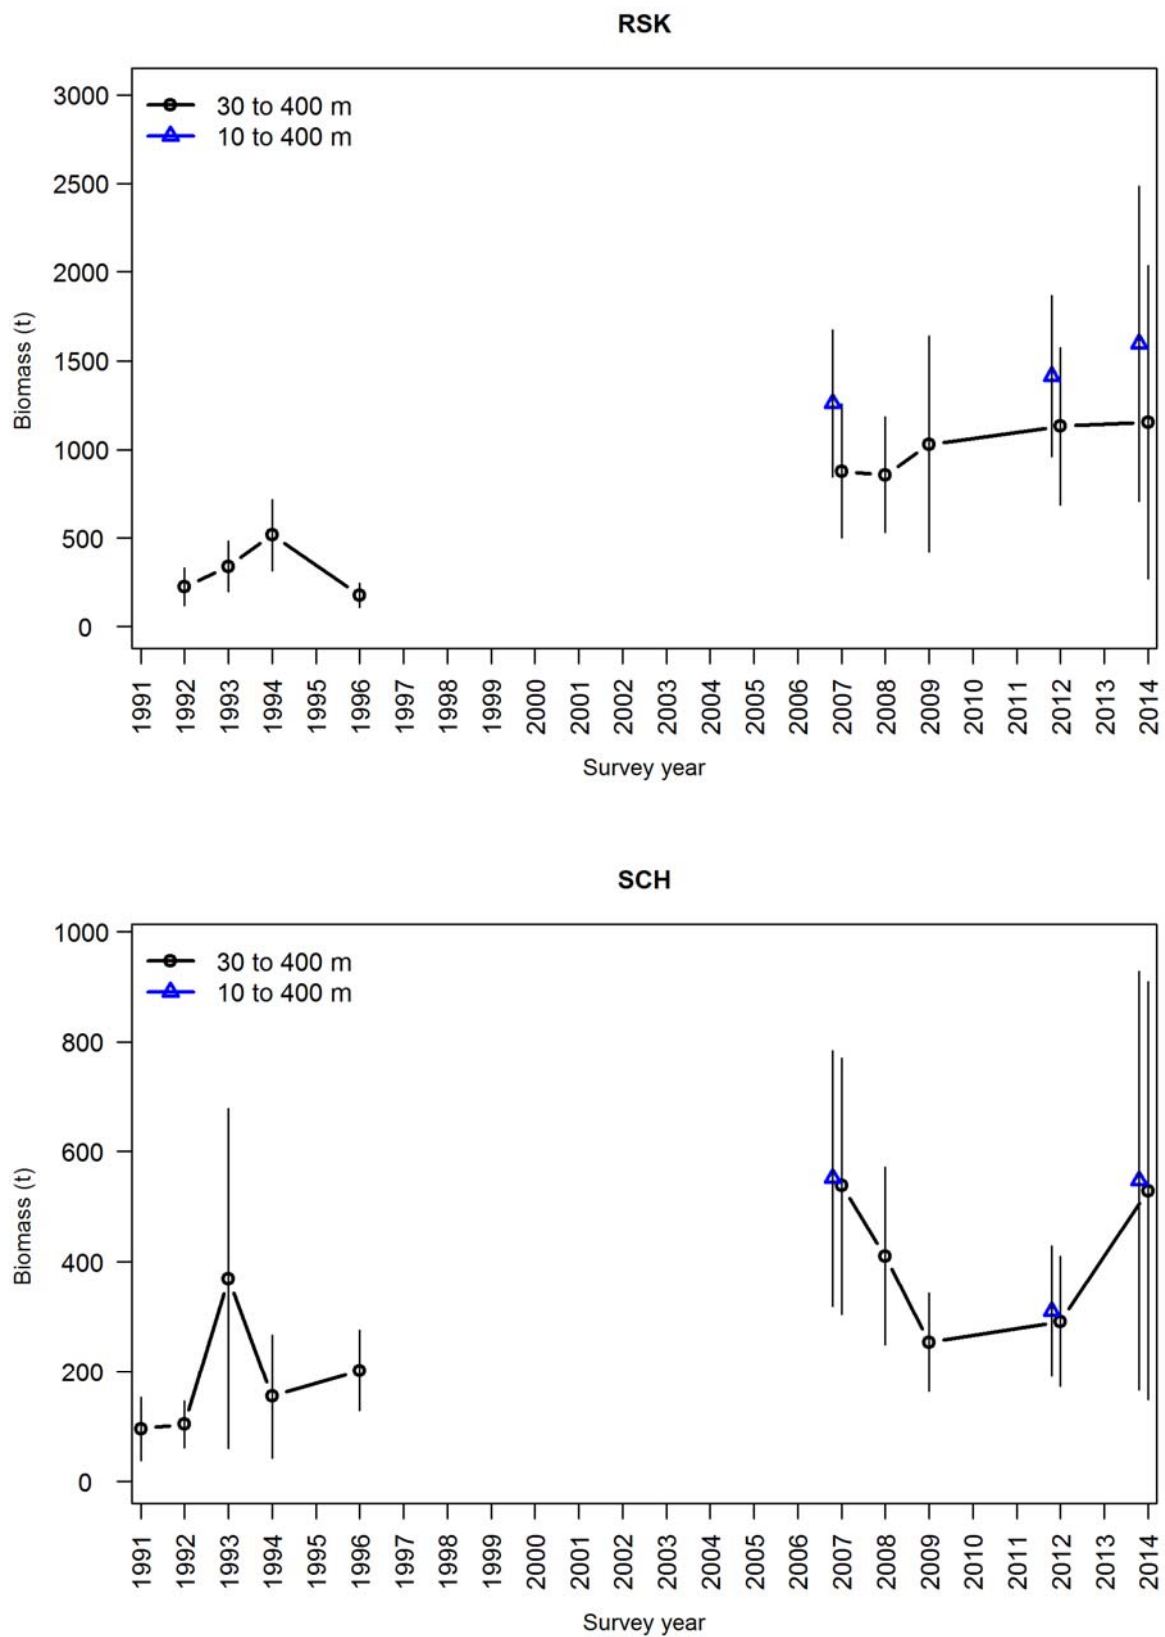 RSK
30 to 400 m
10 to 400 m
3000
2500
2000
1500
1000
500
0
Biomass (t)
1991 1992 1993 1994 1995 1996 1997 1998 1999 2000 2001 2002 2003 2004 2005 2006 2007 2008 2009 2010 2011 2012 2013 2014
Survey year
SCH
30 to 400 m
10 to 400 m
1000
800
600
400
200
0
Biomass (t)
1991 1992 1993 1994 1995 1996 1997 1998 1999 2000 2001 2002 2003 2004 2005 2006 2007 2008 2009 2010 2011 2012 2013 2014
Survey year